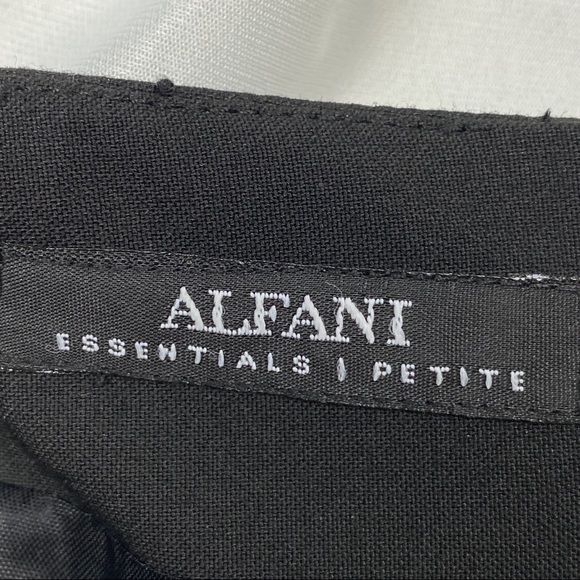 ALFANI
ESSENTIALS | PETITE